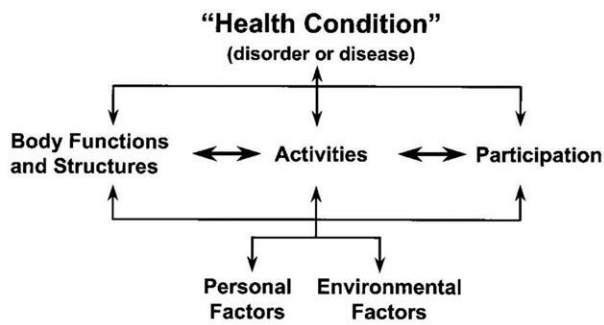 “Health Condition”
(disorder or disease)
Body Functions
and Structures
Activities
Participation
Personal
Factors
Environmental
Factors